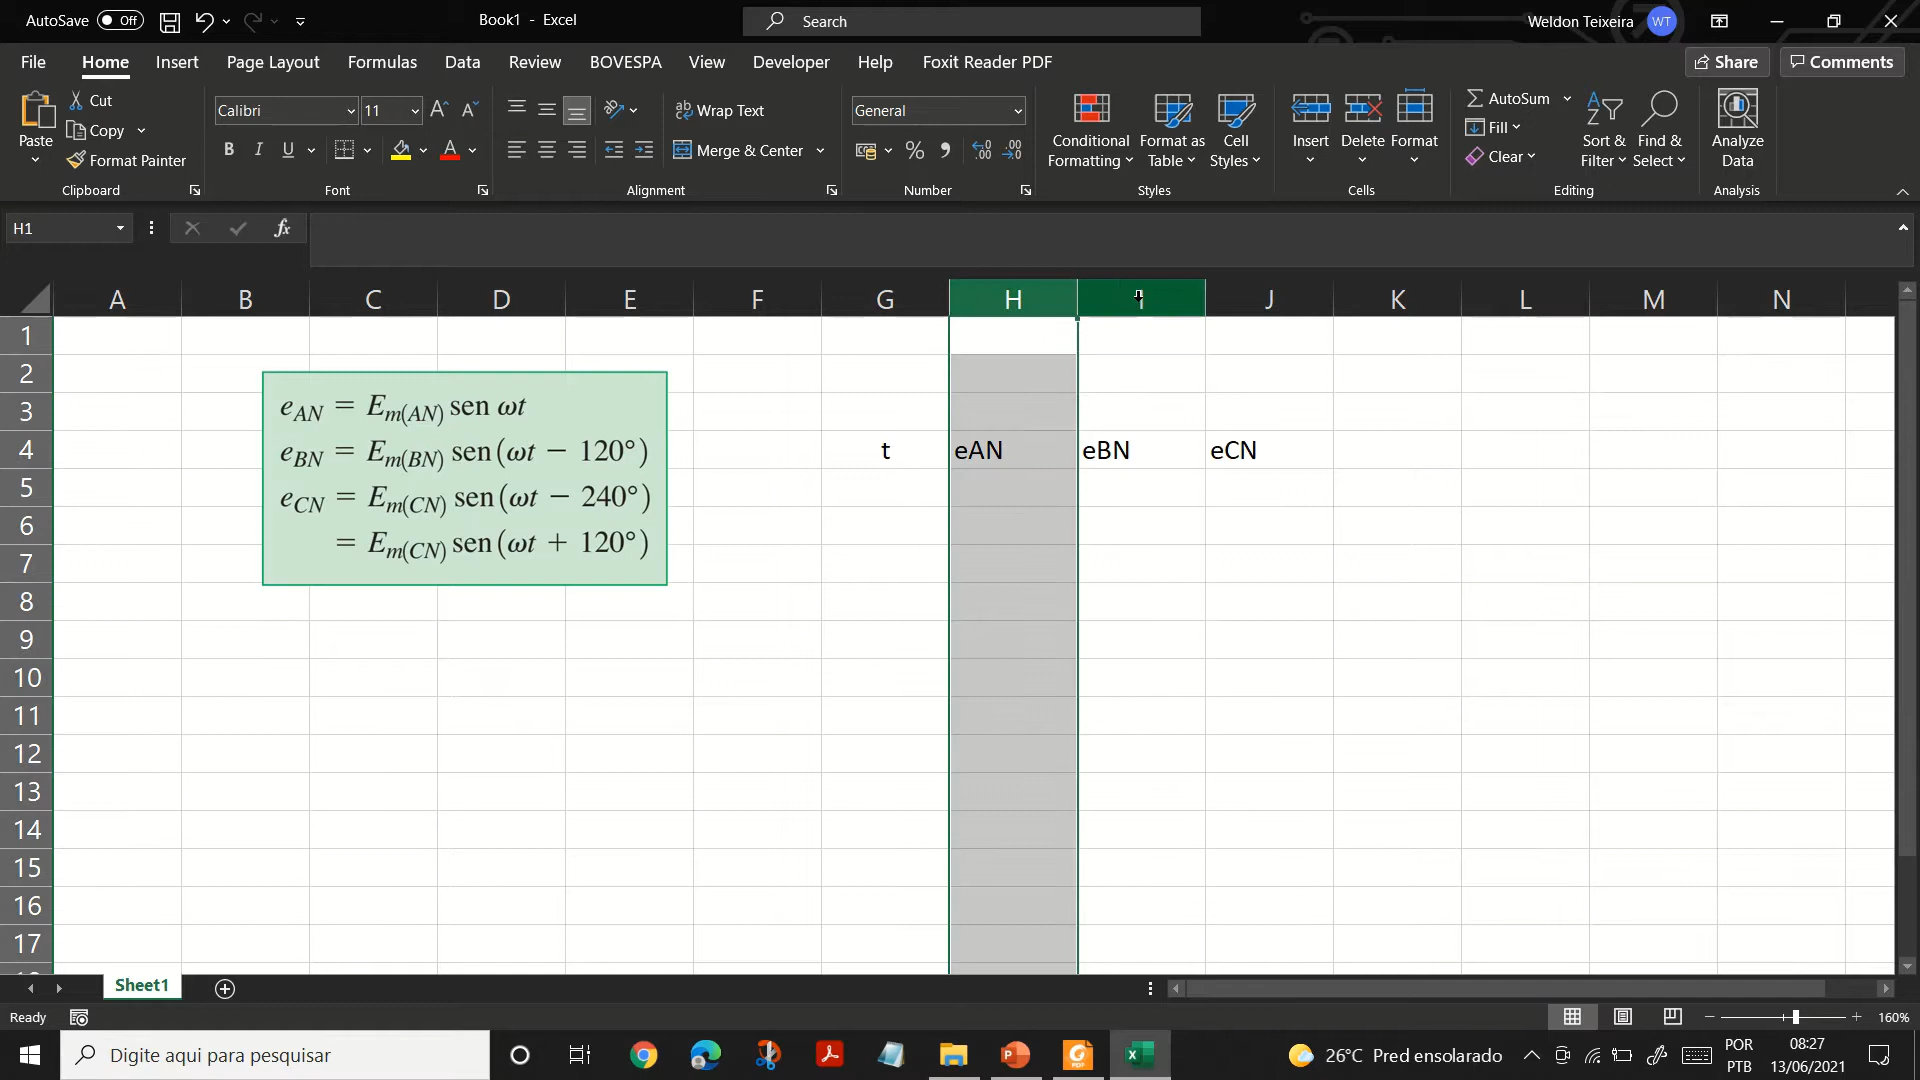 AutoSave Off Book1 - Excel Search Weldon Teixeira WT
File Home Insert Page Layout Formulas Data Review BOVESPA View Developer Help Foxit Reader PDF Share Comments
Paste Cut Copy Format Painter Clipboard
Calibri 11 B I U A Font
Wrap Text Merge & Center Alignment
General % Number
Conditional Formatting Format as Table Cell Styles Styles
Insert Delete Format Cells
AutoSum Fill Clear Sort & Filter Find & Select Editing
Analyze Data Analysis
H1 fx
A B C D E F G H I J K L M N
1
2
3
4 t eAN eBN eCN
5
6
7
8
9
10
11
12
13
14
15
16
17
e_AN = E_m(AN) sen ωt
e_BN = E_m(BN) sen (ωt − 120°)
e_CN = E_m(CN) sen (ωt − 240°)
= E_m(CN) sen (ωt + 120°)
Sheet1
Ready 160%
Digite aqui para pesquisar 26°C Pred ensolarado POR PTB 08:27 13/06/2021